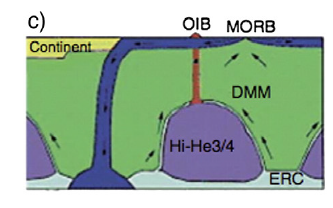 c)
OIB MORB
Continent
DMM
Hi-He3/4
ERC